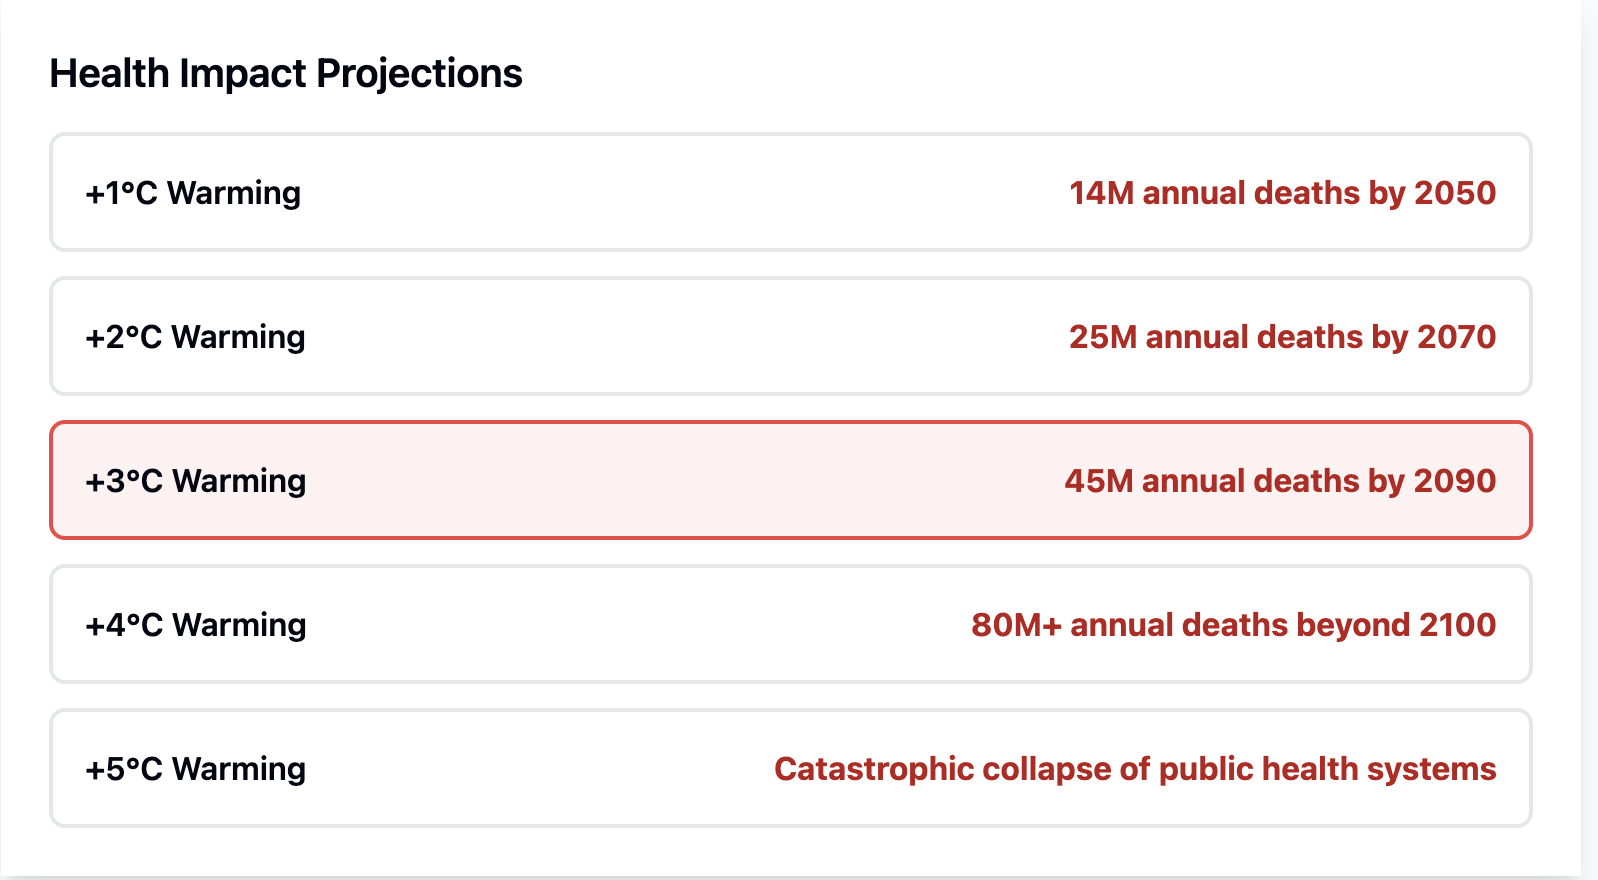 Health Impact Projections
+1°C Warming 14M annual deaths by 2050
+2°C Warming 25M annual deaths by 2070
+3°C Warming 45M annual deaths by 2090
+4°C Warming 80M+ annual deaths beyond 2100
+5°C Warming Catastrophic collapse of public health systems